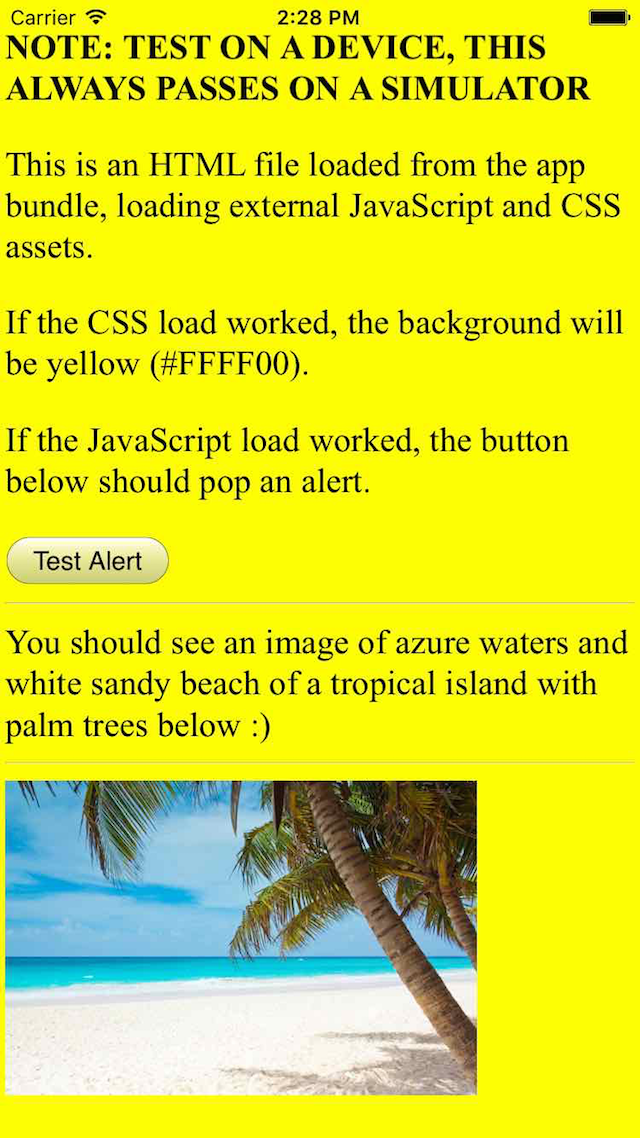 Carrier 2:28 PM
NOTE: TEST ON A DEVICE, THIS
ALWAYS PASSES ON A SIMULATOR
This is an HTML file loaded from the app
bundle, loading external JavaScript and CSS
assets.
If the CSS load worked, the background will
be yellow (#FFFF00).
If the JavaScript load worked, the button
below should pop an alert.
Test Alert
You should see an image of azure waters and
white sandy beach of a tropical island with
palm trees below :)